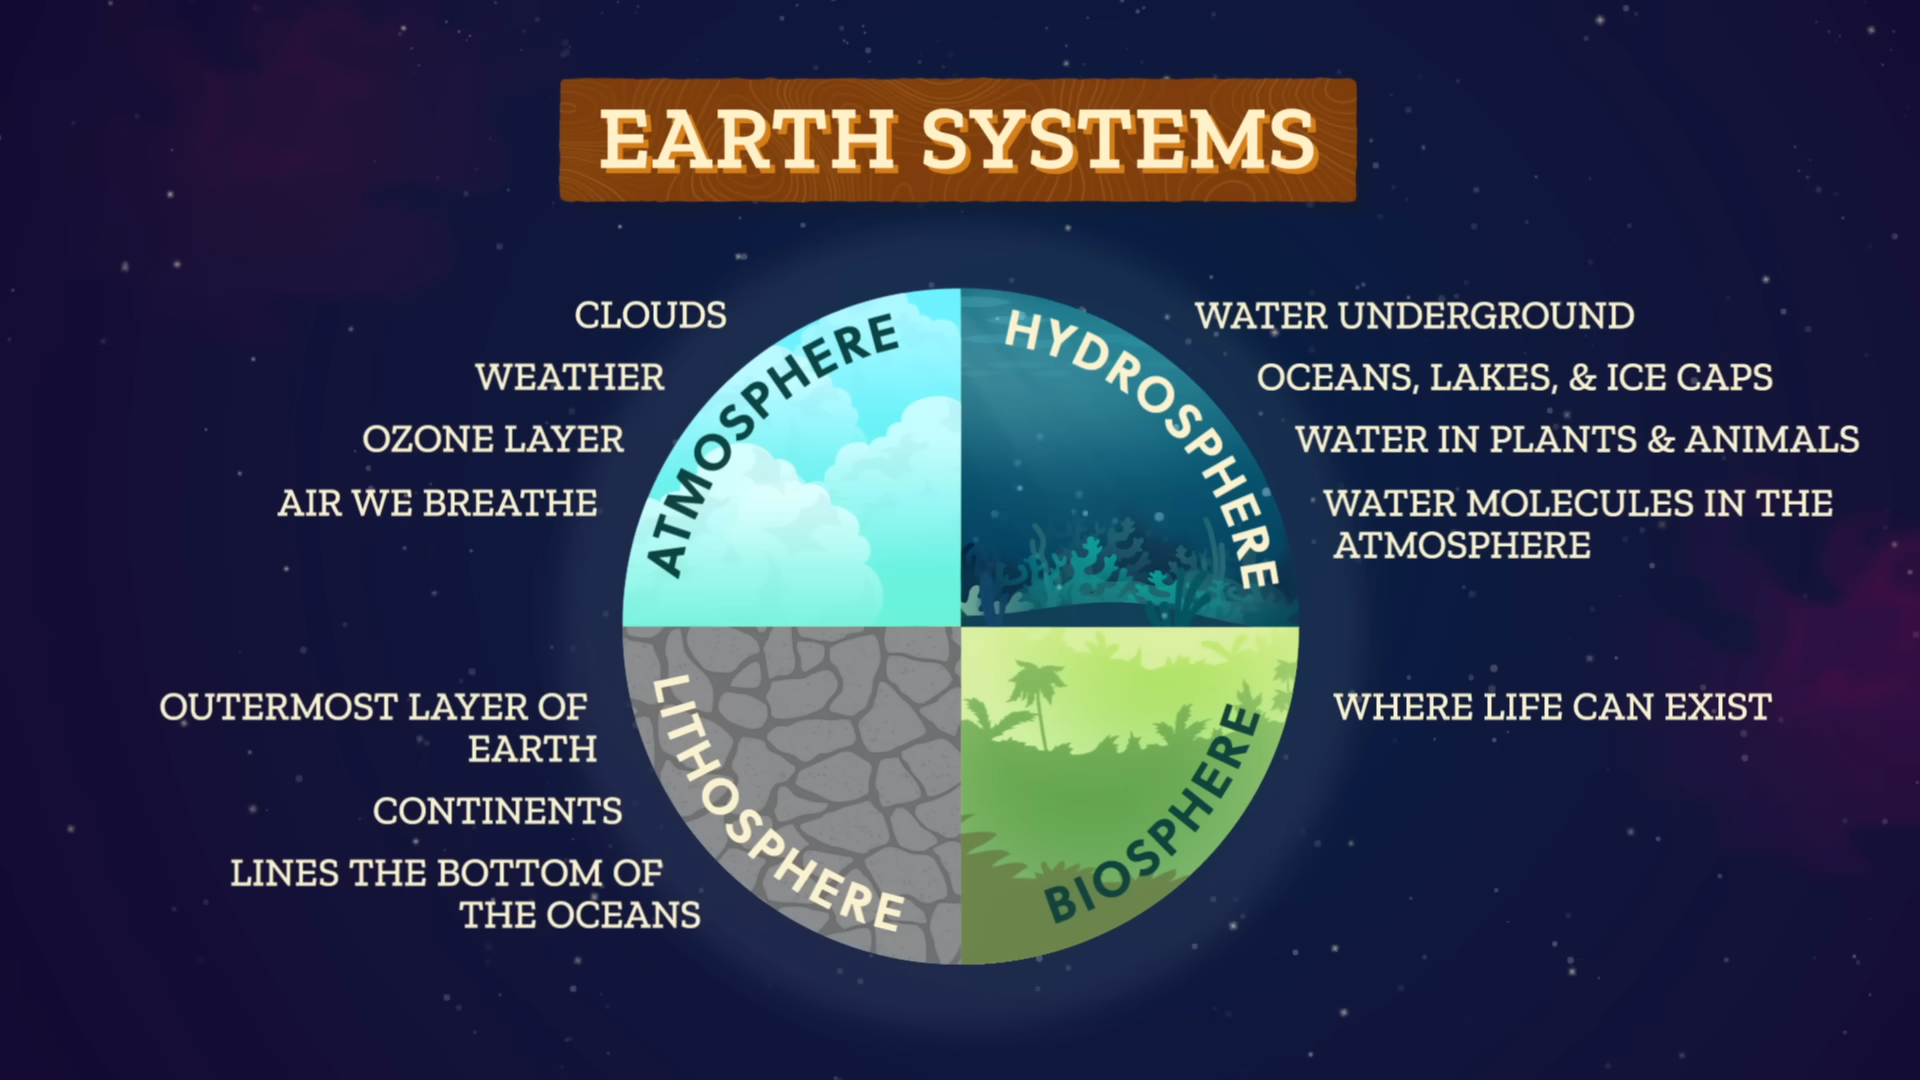 EARTH SYSTEMS
CLOUDS
WEATHER
OZONE LAYER
AIR WE BREATHE
ATMOSPHERE
HYDROSPHERE
WATER UNDERGROUND
OCEANS, LAKES, & ICE CAPS
WATER IN PLANTS & ANIMALS
WATER MOLECULES IN THE
ATMOSPHERE
OUTERMOST LAYER OF
EARTH
CONTINENTS
LINES THE BOTTOM OF
THE OCEANS
LITHOSPHERE
BIOSPHERE
WHERE LIFE CAN EXIST